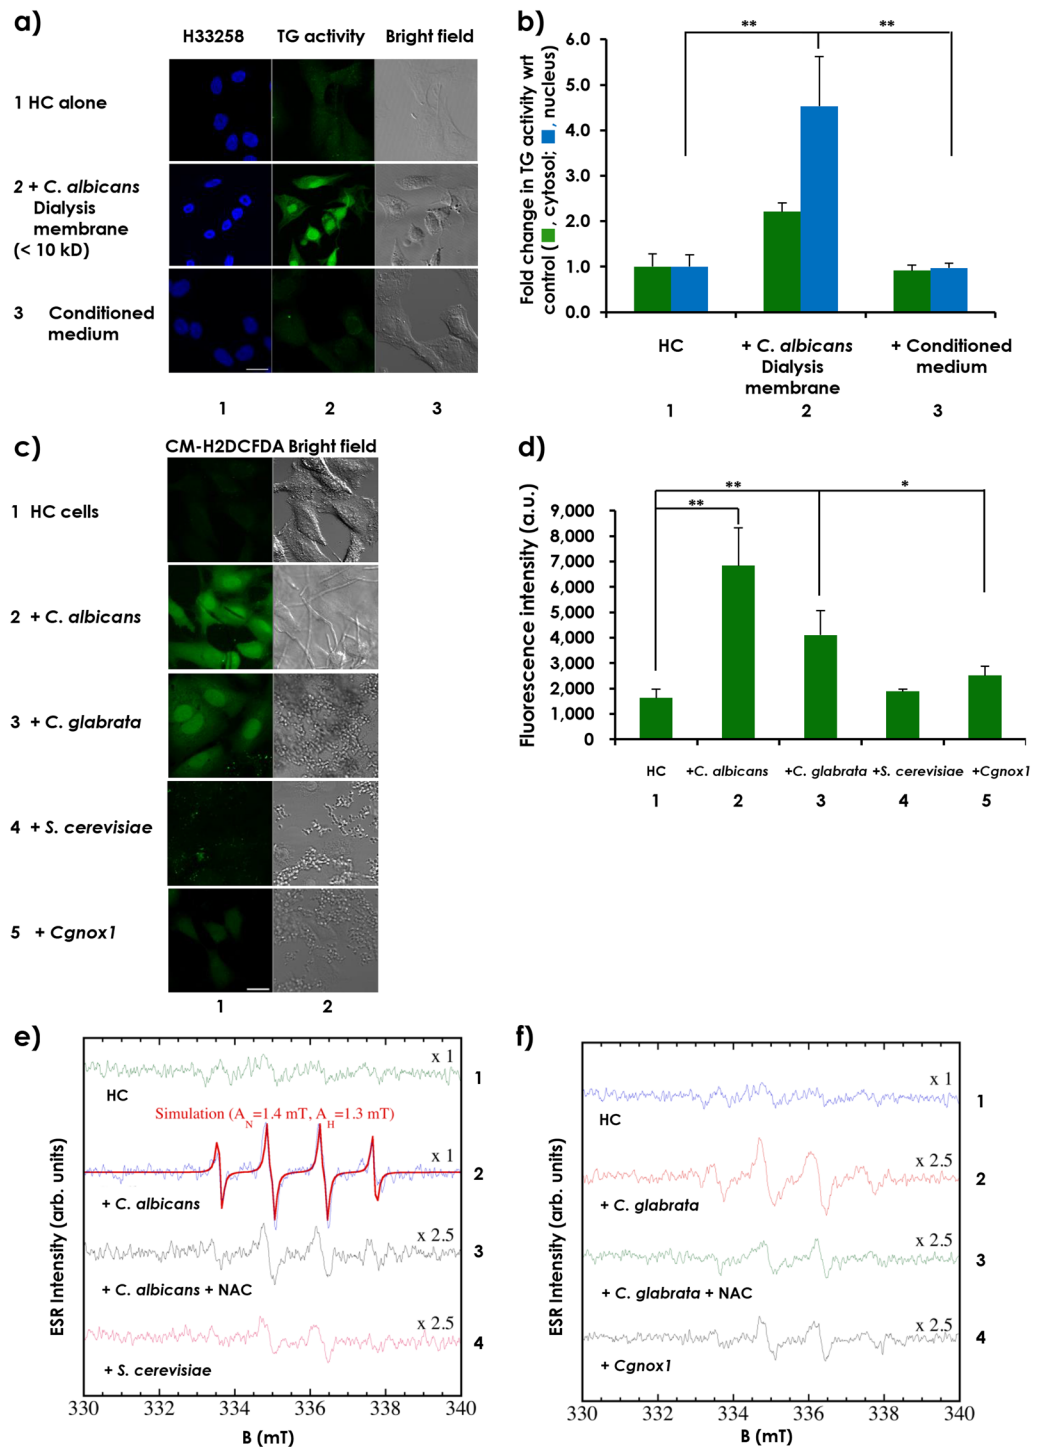 a)
H33258 TG activity Bright field
1 HC alone
2 + C. albicans
Dialysis
membrane
(< 10 kD)
3 Conditioned
medium
1 2 3
b)
Fold change in TG activity wrt
control (■, cytosol; ■, nucleus)
** **
6.0
5.0
4.0
3.0
2.0
1.0
0.0
HC + C. albicans + Conditioned
Dialysis medium
membrane
1 2 3
c)
CM-H2DCFDA Bright field
1 HC cells
2 + C. albicans
3 + C. glabrata
4 + S. cerevisiae
5 + Cgnox1
1 2
d)
Fluorescence intensity (a.u.)
** *
**
9,000
8,000
7,000
6,000
5,000
4,000
3,000
2,000
1,000
0
HC +C. albicans +C. glabrata +S. cerevisiae +Cgnox1
1 2 3 4 5
e)
ESR Intensity (arb. units)
x 1
1
HC
Simulation (A_N=1.4 mT, A_H=1.3 mT)
x 1
2
+ C. albicans
x 2.5
3
+ C. albicans + NAC
x 2.5
4
+ S. cerevisiae
330 332 334 336 338 340
B (mT)
f)
ESR Intensity (arb. units)
x 1
1
HC
x 2.5
2
+ C. glabrata
x 2.5
3
+ C. glabrata + NAC
x 2.5
4
+ Cgnox1
330 332 334 336 338 340
B (mT)